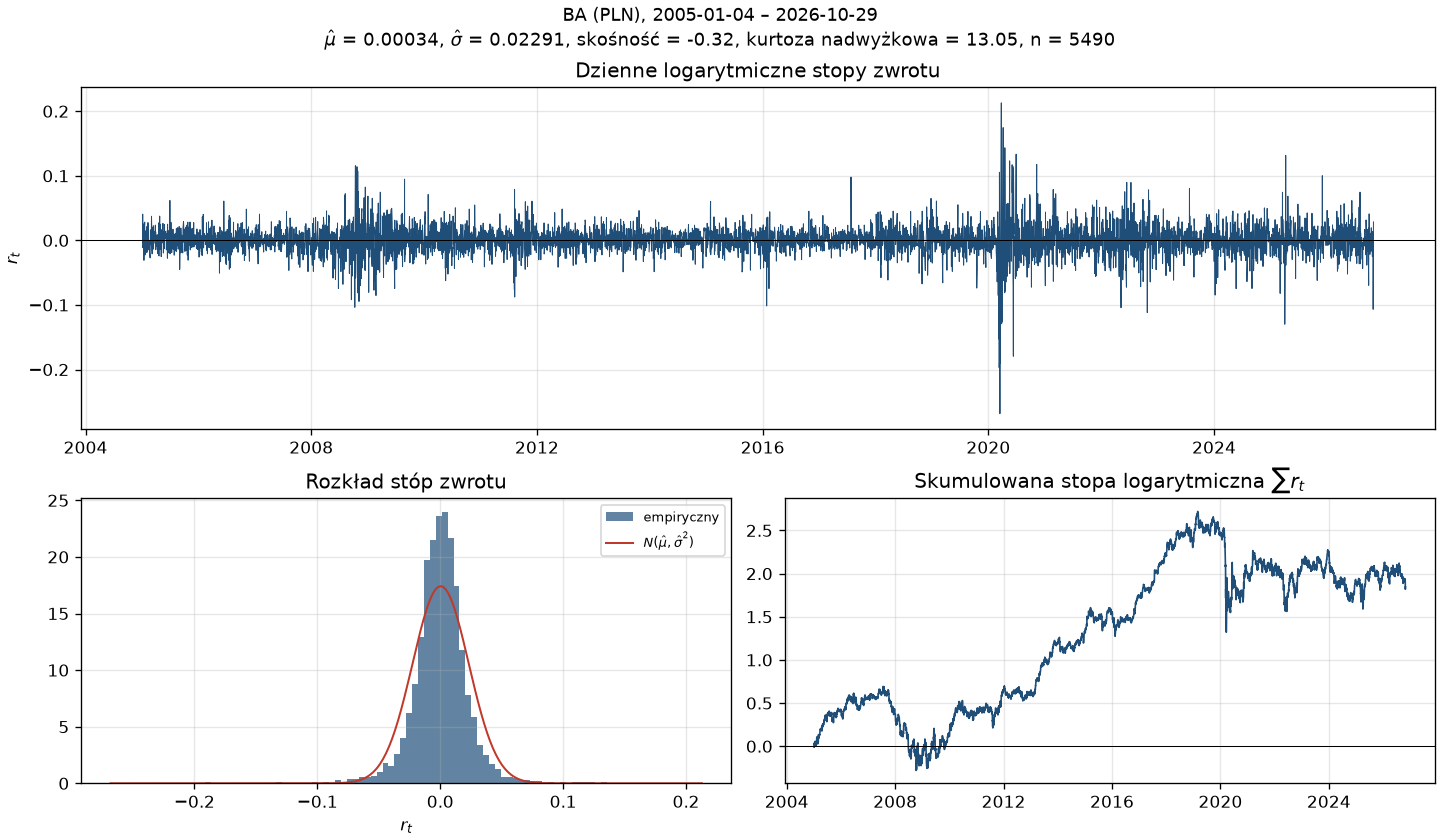 BA (PLN), 2005-01-04 – 2026-10-29
μ̂ = 0.00034, σ̂ = 0.02291, skośność = -0.32, kurtoza nadwyżkowa = 13.05, n = 5490
Dzienne logarytmiczne stopy zwrotu
0.2
0.1
0.0
−0.1
−0.2
r_t
2004 2008 2012 2016 2020 2024
Rozkład stóp zwrotu
25
20
15
10
5
0
empiryczny
N(μ̂, σ̂²)
−0.2 −0.1 0.0 0.1 0.2
r_t
Skumulowana stopa logarytmiczna ∑r_t
2.5
2.0
1.5
1.0
0.5
0.0
2004 2008 2012 2016 2020 2024